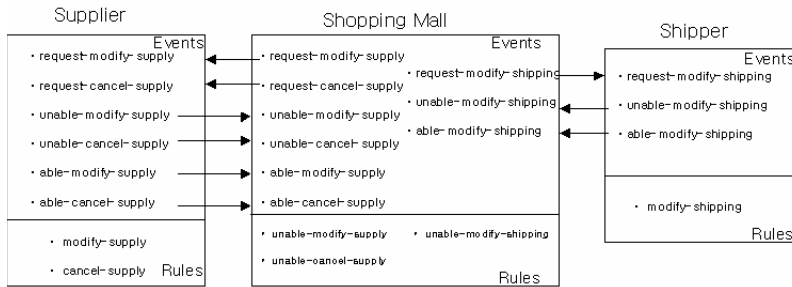 Supplier
Events
· request-modify-supply
· request-cancel-supply
· unable-modify-supply
· unable-cancel-supply
· able-modify-supply
· able-cancel-supply
· modify-supply
· cancel-supply
Rules
Shopping Mall
Events
· request-modify-supply
· request-cancel-supply
· unable-modify-supply
· unable-cancel-supply
· able-modify-supply
· able-cancel-supply
· request-modify-shipping
· unable-modify-shipping
· able-modify-shipping
· unable-modify-supply
· unable-cancel-supply
· unable-modify-shipping
Rules
Shipper
Events
· request-modify-shipping
· unable-modify-shipping
· able-modify-shipping
· modify-shipping
Rules